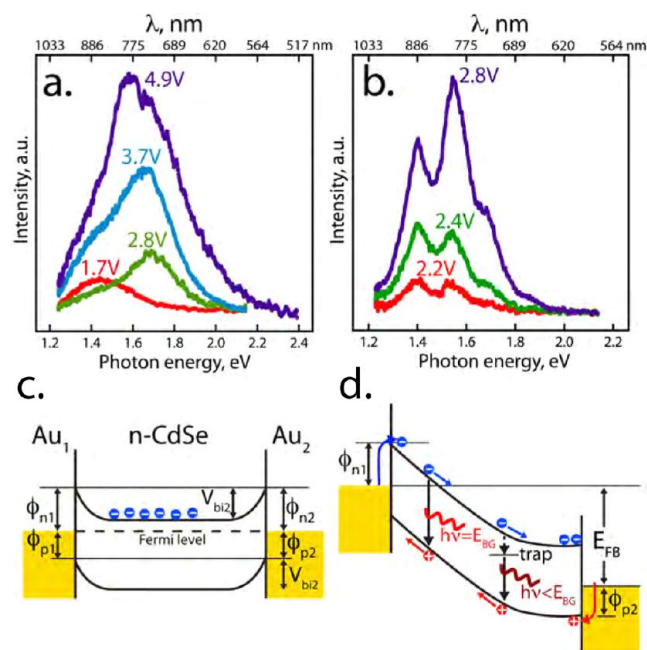 λ, nm
1033 886 775 689 620 564 517 nm
a.
4.9V
3.7V
2.8V
1.7V
Intensity, a.u.
1.2 1.4 1.6 1.8 2.0 2.2 2.4
Photon energy, eV
λ, nm
1033 886 775 689 620 564 nm
b.
2.8V
2.4V
2.2V
Intensity, a.u.
1.2 1.4 1.6 1.8 2.0 2.2
Photon energy, eV
c.
Au₁ n-CdSe Au₂
ϕn1
Vbi2
ϕn2
Fermi level
ϕp1
ϕp2
Vbi2
d.
ϕn1
hν=EBG
trap
EFB
hν<EBG
ϕp2